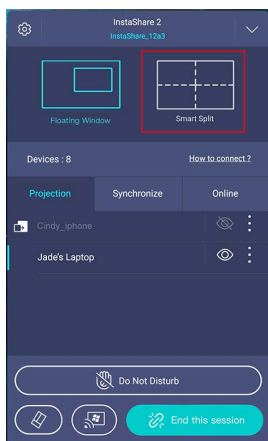 InstaShare 2
InstaShare_12a3
Floating Window
Smart Split
Devices : 8
How to connect ?
Projection
Synchronize
Online
Cindy_iphone
Jade's Laptop
Do Not Disturb
End this session